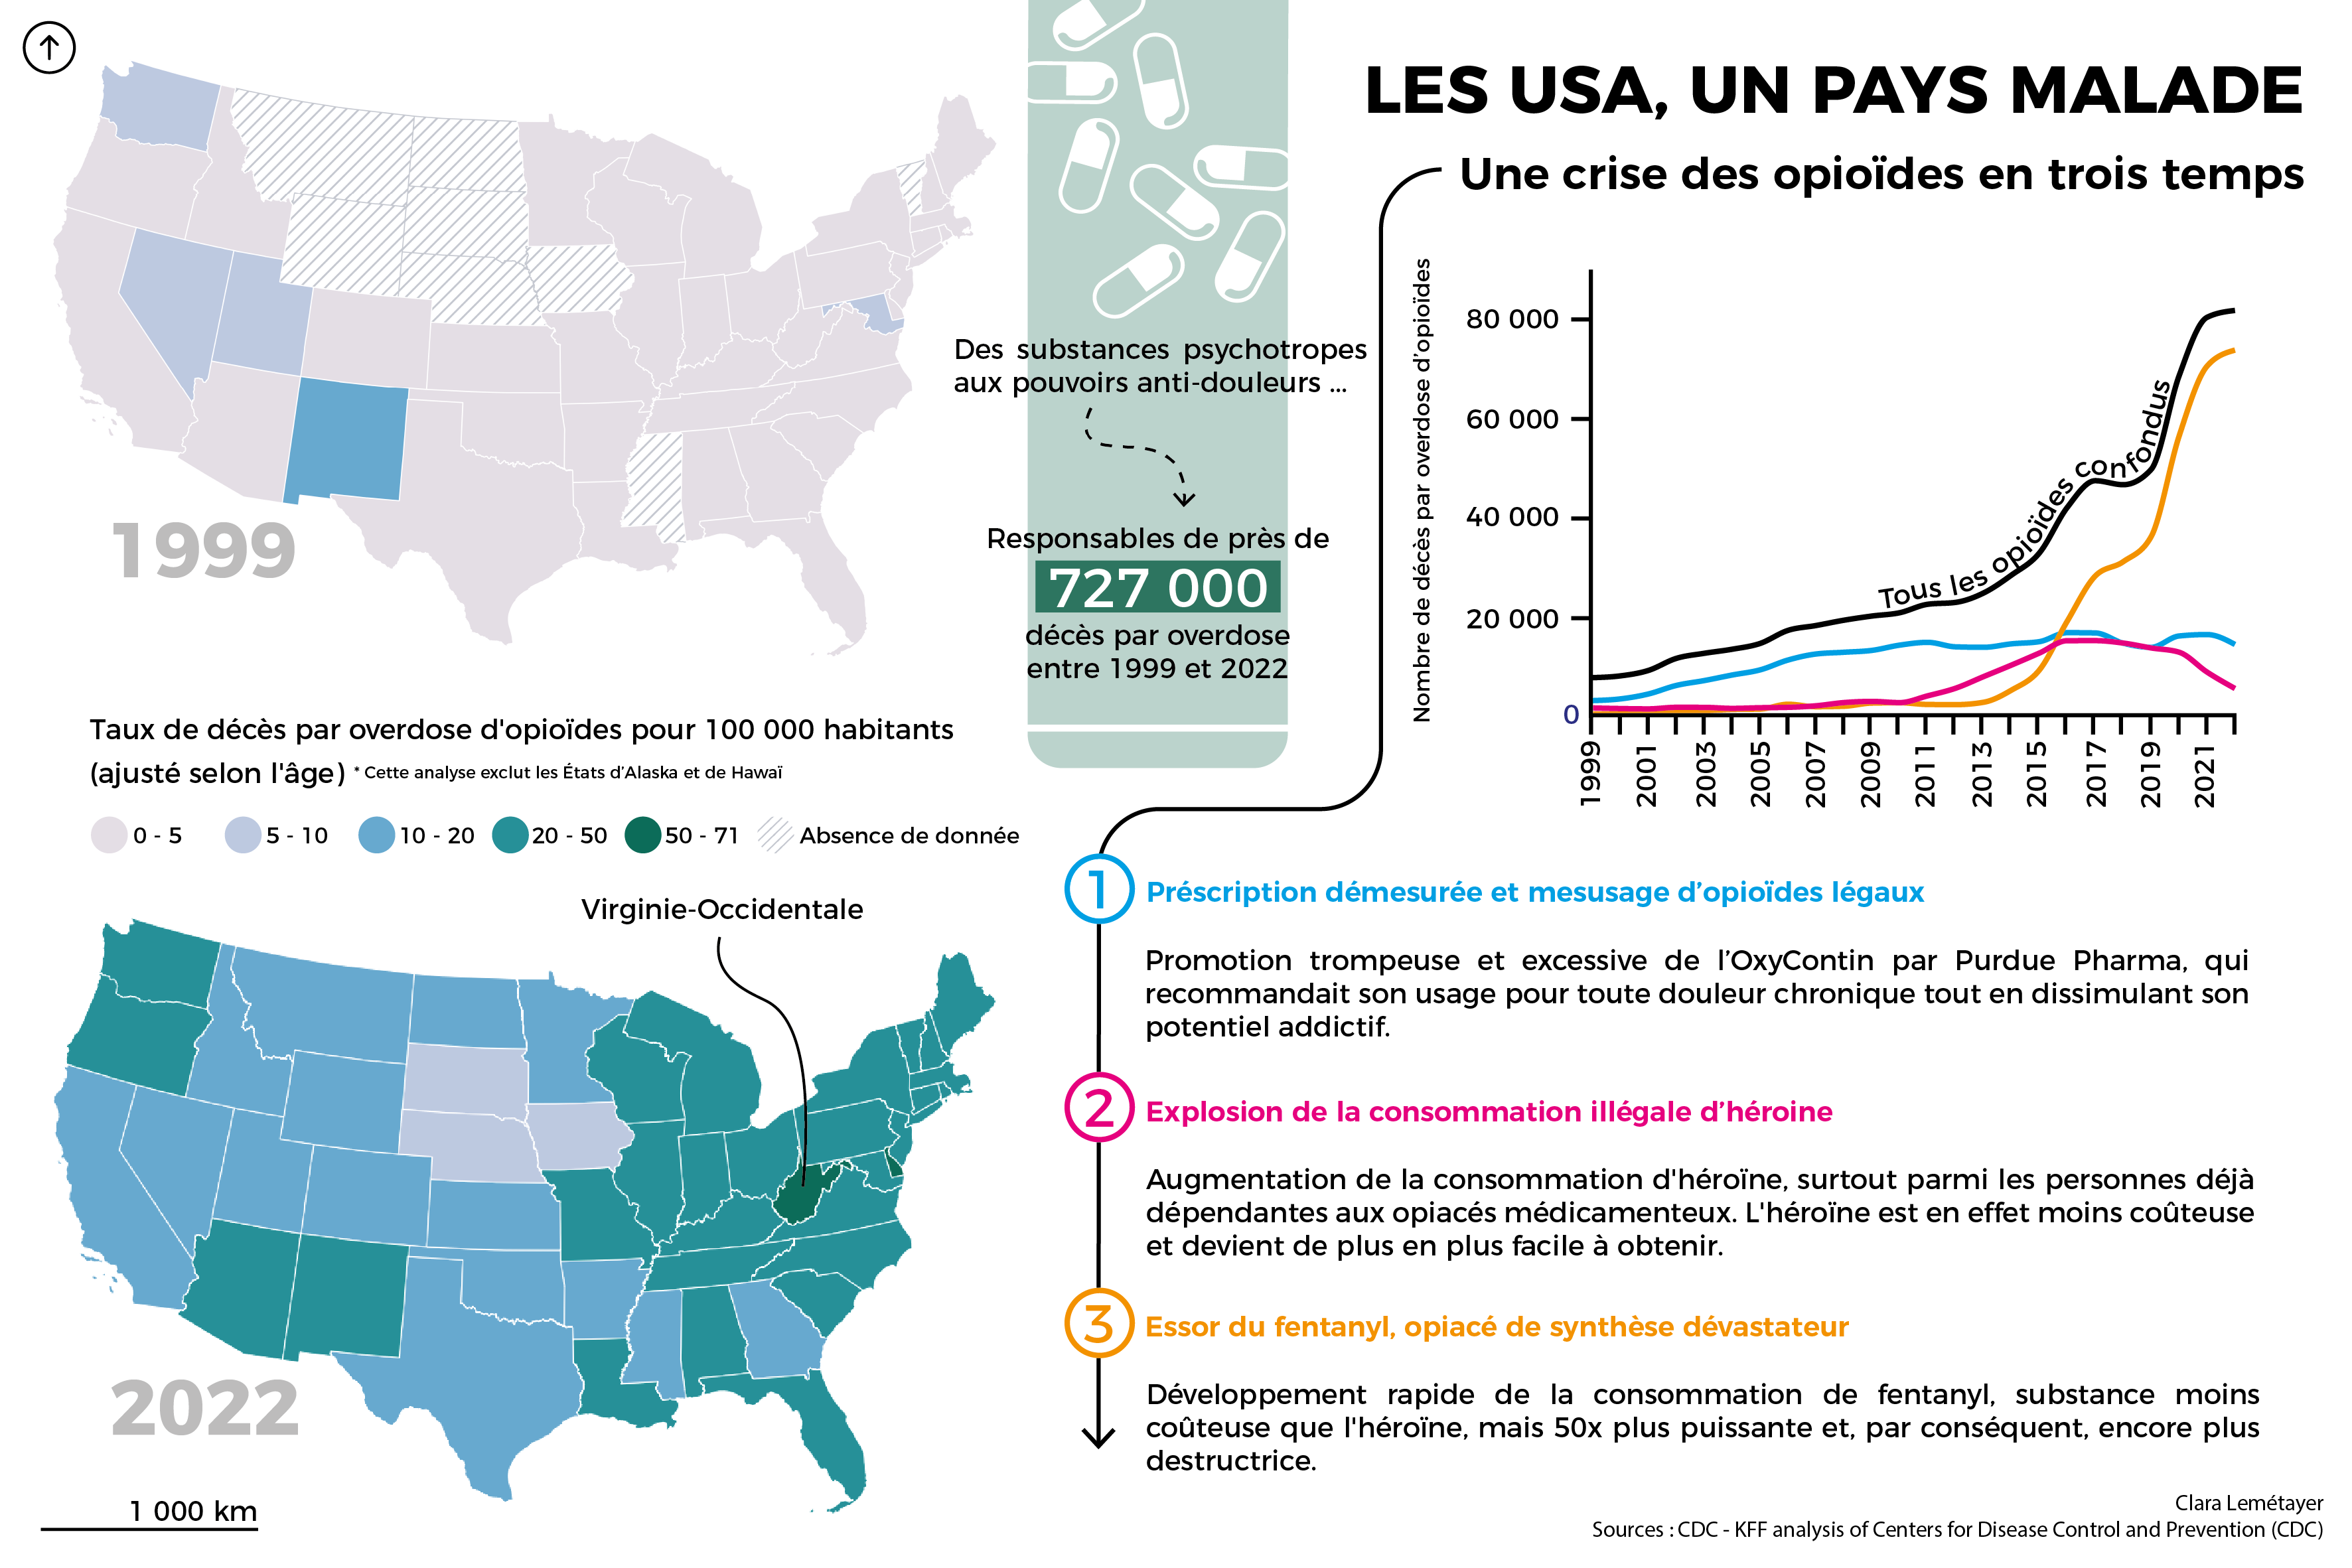 LES USA, UN PAYS MALADE
Une crise des opioïdes en trois temps
1999
Des substances psychotropes
aux pouvoirs anti-douleurs ...
Responsables de près de
727 000
décès par overdose
entre 1999 et 2022
Nombre de décès par overdose d'opioïdes
80 000
60 000
40 000
20 000
0
Tous les opioïdes confondus
1999
2001
2003
2005
2007
2009
2011
2013
2015
2017
2019
2021
Taux de décès par overdose d'opioïdes pour 100 000 habitants
(ajusté selon l'âge) * Cette analyse exclut les États d'Alaska et de Hawaï
0 - 5
5 - 10
10 - 20
20 - 50
50 - 71
Absence de donnée
Virginie-Occidentale
2022
1 000 km
1 Préscription démesurée et mesusage d'opioïdes légaux
Promotion trompeuse et excessive de l'OxyContin par Purdue Pharma, qui
recommandait son usage pour toute douleur chronique tout en dissimulant son
potentiel addictif.
2 Explosion de la consommation illégale d'héroine
Augmentation de la consommation d'héroïne, surtout parmi les personnes déjà
dépendantes aux opiacés médicamenteux. L'héroïne est en effet moins coûteuse
et devient de plus en plus facile à obtenir.
3 Essor du fentanyl, opiacé de synthèse dévastateur
Développement rapide de la consommation de fentanyl, substance moins
coûteuse que l'héroïne, mais 50x plus puissante et, par conséquent, encore plus
destructrice.
Clara Lemétayer
Sources : CDC - KFF analysis of Centers for Disease Control and Prevention (CDC)